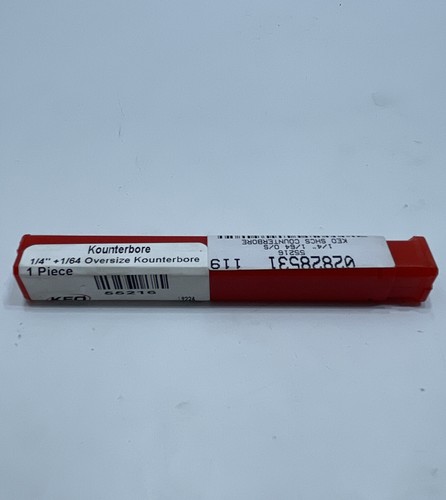 Kounterbore
1/4" +1/64 Oversize Kounterbore
1 Piece
KEO
55216
02828531 119
55216
1/4" 1/64 O/S
KEO SHCS COUNTERBORE